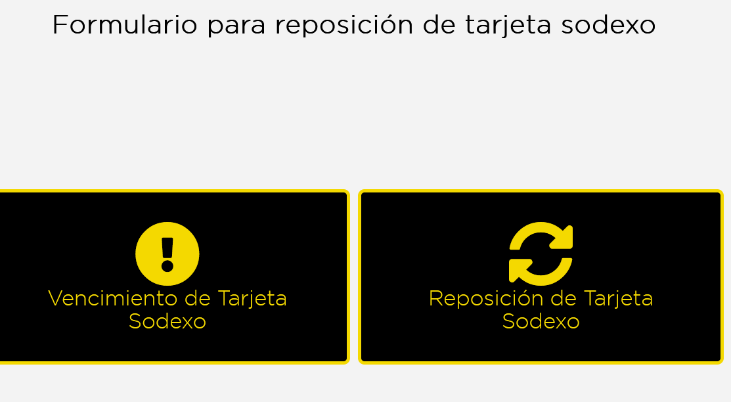 Formulario para reposición de tarjeta sodexo
Vencimiento de Tarjeta
Sodexo
Reposición de Tarjeta
Sodexo